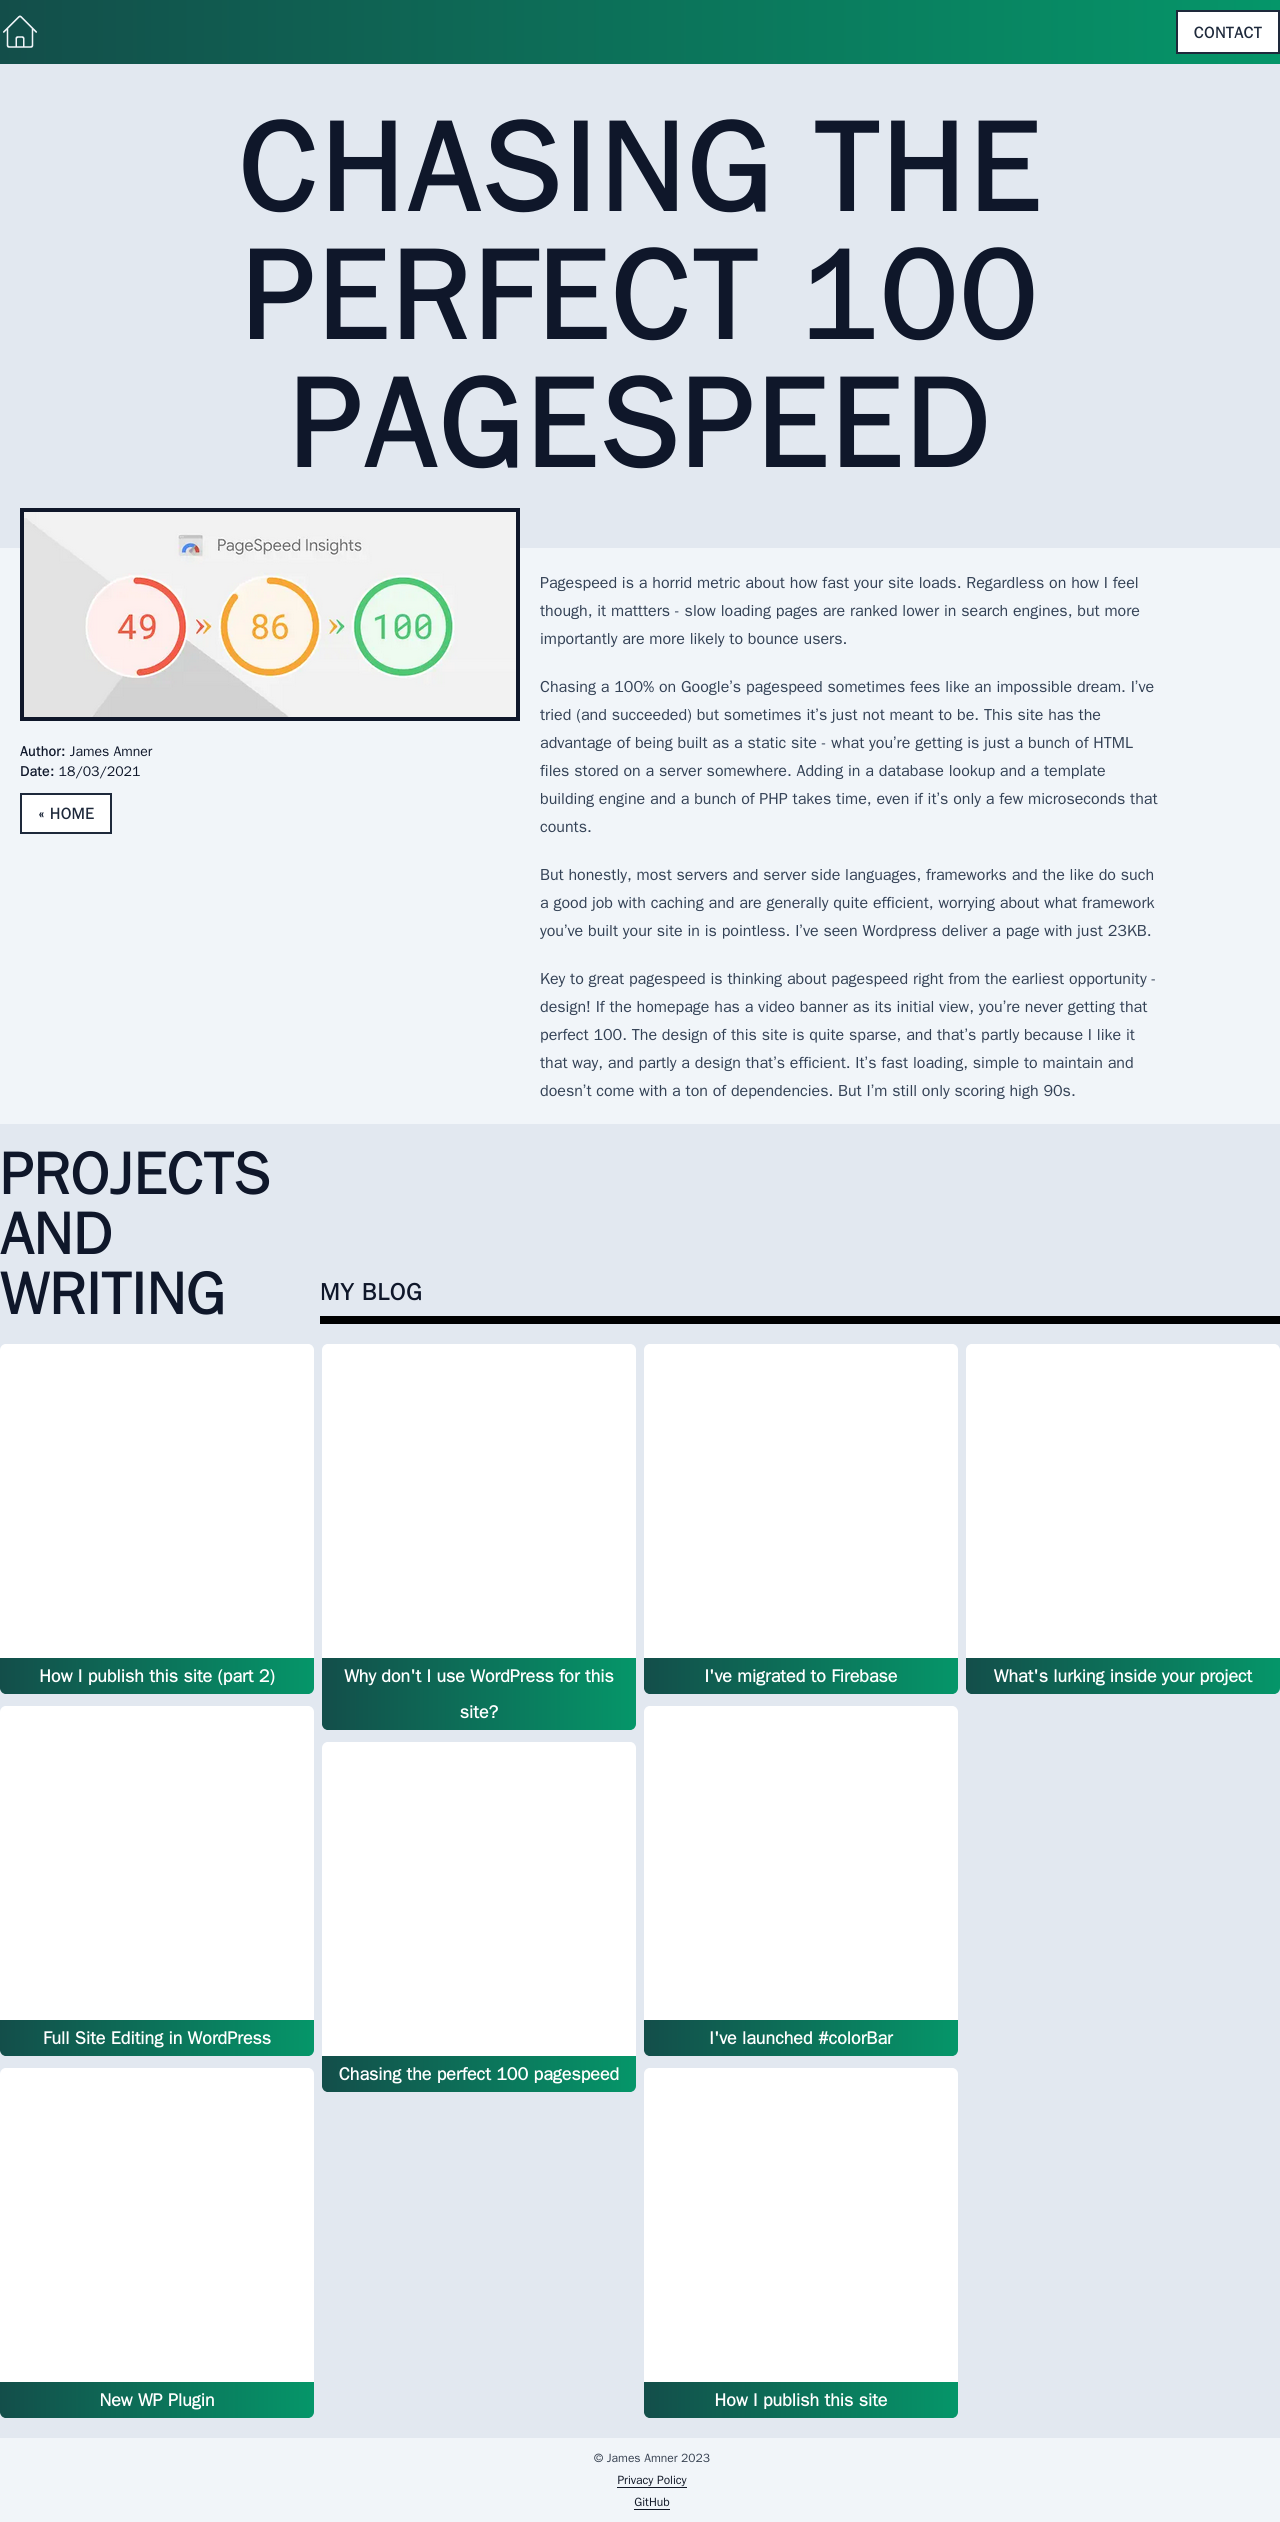 CONTACT
CHASING THE
PERFECT 100
PAGESPEED
PageSpeed Insights
49 » 86 » 100
Author: James Amner
Date: 18/03/2021
« HOME
Pagespeed is a horrid metric about how fast your site loads. Regardless on how I feel
though, it mattters - slow loading pages are ranked lower in search engines, but more
importantly are more likely to bounce users.
Chasing a 100% on Google’s pagespeed sometimes fees like an impossible dream. I’ve
tried (and succeeded) but sometimes it’s just not meant to be. This site has the
advantage of being built as a static site - what you’re getting is just a bunch of HTML
files stored on a server somewhere. Adding in a database lookup and a template
building engine and a bunch of PHP takes time, even if it’s only a few microseconds that
counts.
But honestly, most servers and server side languages, frameworks and the like do such
a good job with caching and are generally quite efficient, worrying about what framework
you’ve built your site in is pointless. I’ve seen Wordpress deliver a page with just 23KB.
Key to great pagespeed is thinking about pagespeed right from the earliest opportunity -
design! If the homepage has a video banner as its initial view, you’re never getting that
perfect 100. The design of this site is quite sparse, and that’s partly because I like it
that way, and partly a design that’s efficient. It’s fast loading, simple to maintain and
doesn’t come with a ton of dependencies. But I’m still only scoring high 90s.
PROJECTS
AND
WRITING
MY BLOG
How I publish this site (part 2)
Why don't I use WordPress for this
site?
I've migrated to Firebase
What's lurking inside your project
Full Site Editing in WordPress
Chasing the perfect 100 pagespeed
I've launched #colorBar
New WP Plugin
How I publish this site
© James Amner 2023
Privacy Policy
GitHub